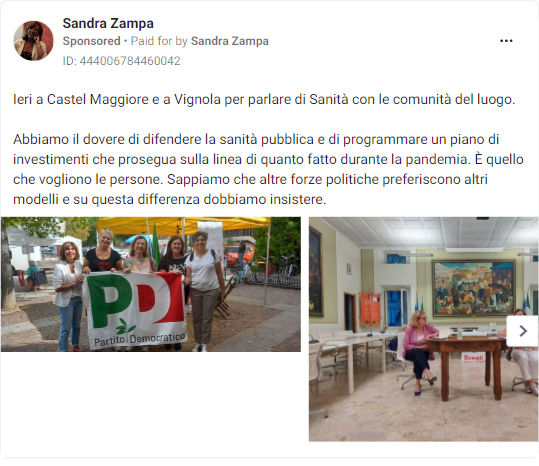 Sandra Zampa
Sponsored • Paid for by Sandra Zampa
ID: 444006784460042
Ieri a Castel Maggiore e a Vignola per parlare di Sanità con le comunità del luogo.
Abbiamo il dovere di difendere la sanità pubblica e di programmare un piano di
investimenti che prosegua sulla linea di quanto fatto durante la pandemia. È quello
che vogliono le persone. Sappiamo che altre forze politiche preferiscono altri
modelli e su questa differenza dobbiamo insistere.
PD
Partito Democratico
Scegli